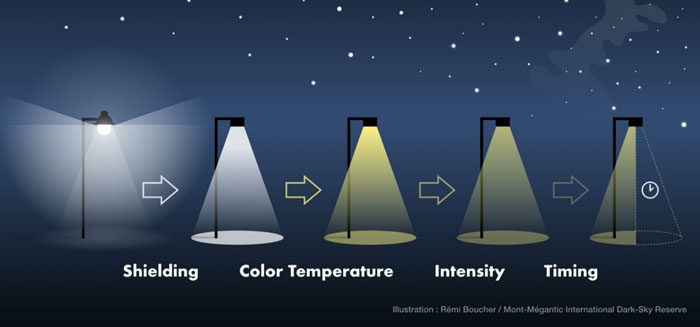 Shielding Color Temperature Intensity Timing
Illustration : Rémi Boucher / Mont-Mégantic International Dark-Sky Reserve